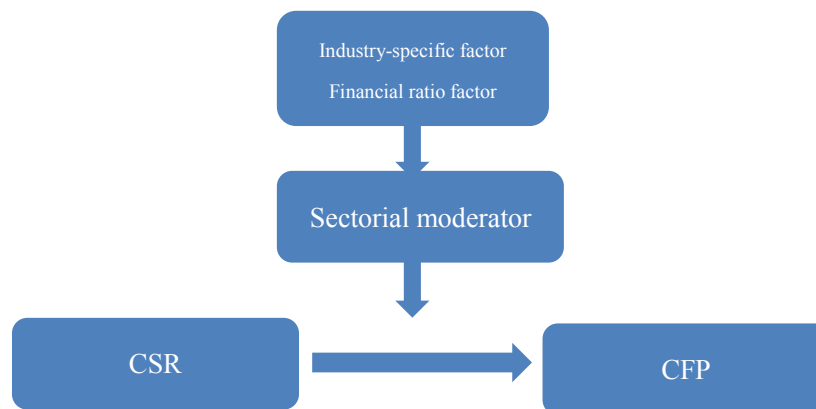 Industry-specific factor
Financial ratio factor
Sectorial moderator
CSR
CFP